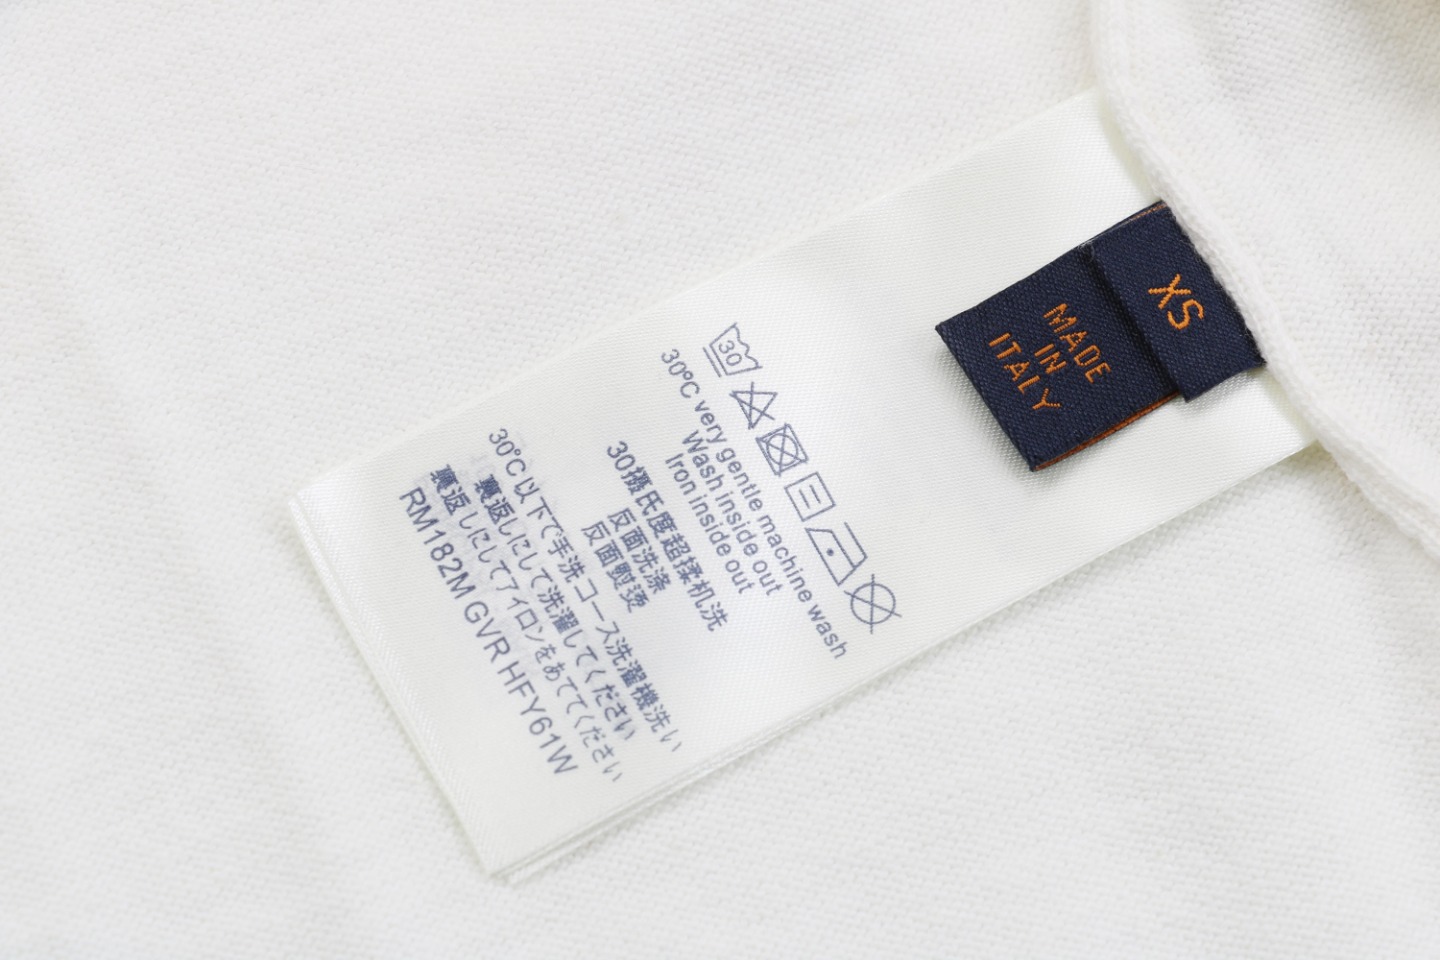 XS
MADE
IN
ITALY
30
30°C very gentle machine wash
Wash inside out
Iron inside out
30摄氏度超揉机洗
反面洗涤
反面熨烫
30°C以下で手洗コース洗濯機洗い
裏返しにして洗濯してください
裏返しにしてアイロンをあててください
RM182M GVR HFY61W